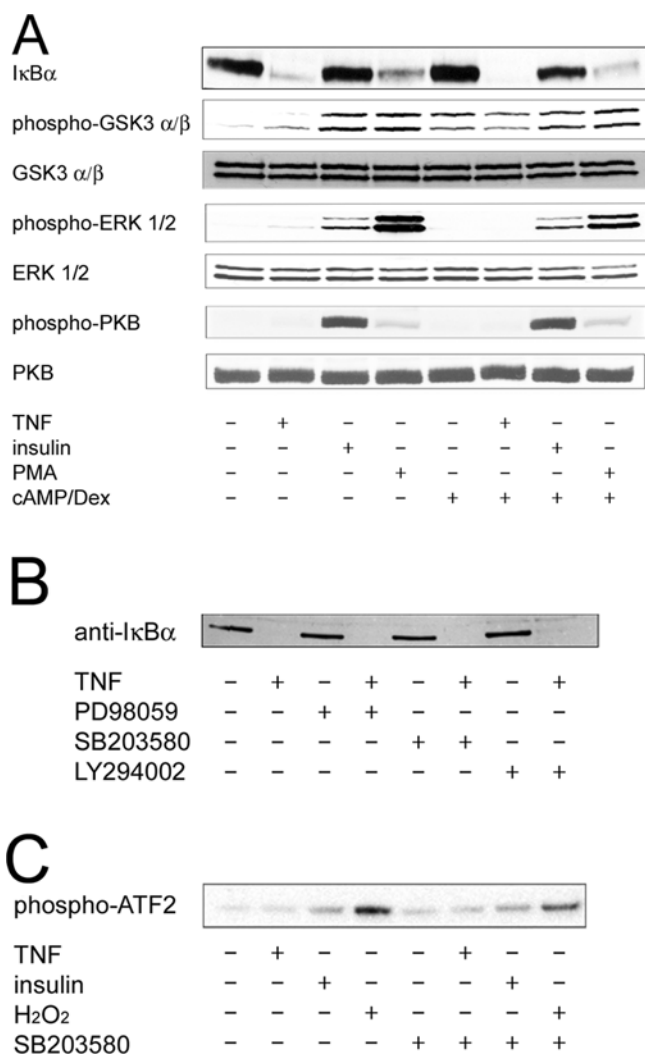 A
IκBα
phospho-GSK3 α/β
GSK3 α/β
phospho-ERK 1/2
ERK 1/2
phospho-PKB
PKB
TNF − + − − − + − −
insulin − − + − − − + −
PMA − − − + − − − +
cAMP/Dex − − − − + + + +
B
anti-IκBα
TNF − + − + − + − +
PD98059 − − + + − − − −
SB203580 − − − − + + − −
LY294002 − − − − − − + +
C
phospho-ATF2
TNF − + − − − + − −
insulin − − + − − − + −
H₂O₂ − − − + − − − +
SB203580 − − − − + + + +